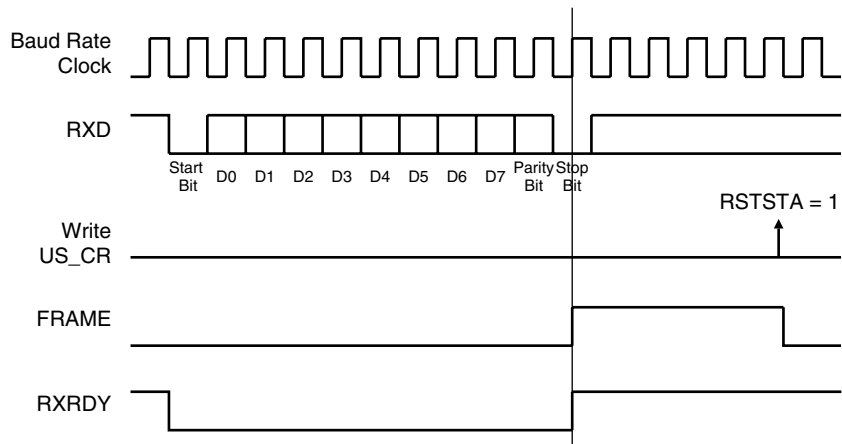 Baud Rate
Clock
RXD
Start
Bit
D0
D1
D2
D3
D4
D5
D6
D7
Parity
Bit
Stop
Bit
RSTSTA = 1
Write
US_CR
FRAME
RXRDY